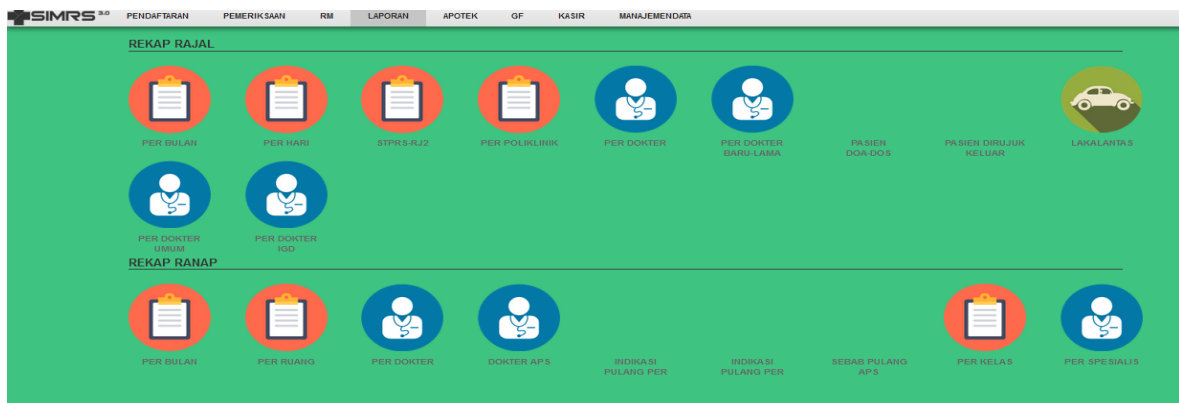 SIMRS 3.0 PENDAFTARAN PEMERIKSAAN RM LAPORAN APOTEK GF KASIR MANAJEMENDATA
REKAP RAJAL
PER BULAN PER HARI STPRS-RJ2 PER POLIKLINIK PER DOKTER PER DOKTER PASIEN PASIEN DIRUJUK LAKALANTAS
BARU-LAMA DOA-DOS KELUAR
PER DOKTER PER DOKTER
UMUM IGD
REKAP RANAP
PER BULAN PER RUANG PER DOKTER DOKTER APS INDIKASI INDIKASI SEBAB PULANG PER KELAS PER SPESIALIS
PULANG PER PULANG PER APS